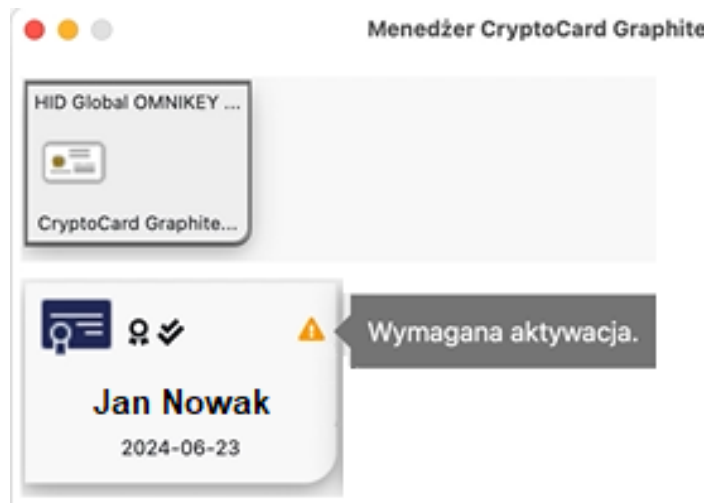 Menedżer CryptoCard Graphite
HID Global OMNIKEY ...
CryptoCard Graphite...
Wymagana aktywacja.
Jan Nowak
2024-06-23